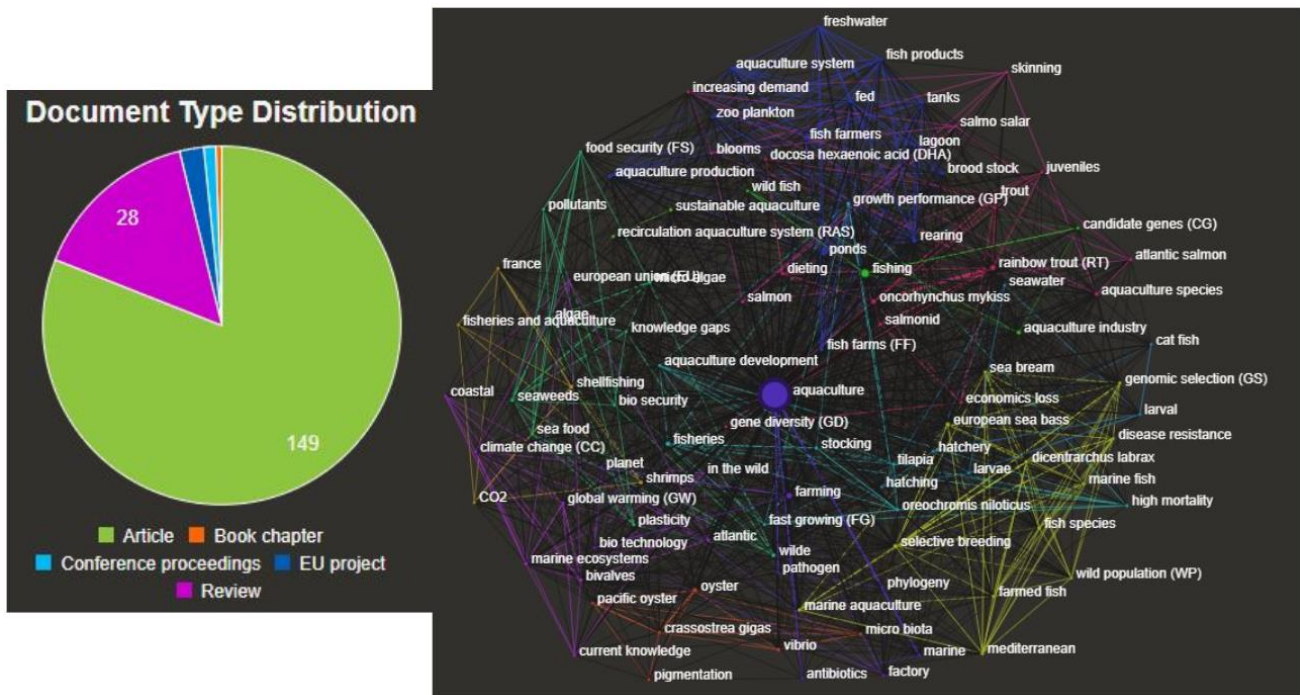 Document Type Distribution
28
149
Article
Book chapter
Conference proceedings
EU project
Review
freshwater
fish products
aquaculture system
skinning
increasing demand
fed
tanks
zoo plankton
salmo salar
fish farmers
lagoon
food security (FS)
blooms
docosa hexaenoic acid (DHA)
brood stock
juveniles
aquaculture production
wild fish
trout
growth performance (GP)
pollutants
sustainable aquaculture
candidate genes (CG)
recirculation aquaculture system (RAS)
rearing
ponds
france
european union (EU)
micro algae
dieting
fishing
rainbow trout (RT)
atlantic salmon
seawater
salmon
oncorhynchus mykiss
aquaculture species
algae
fisheries and aquaculture
knowledge gaps
salmonid
aquaculture industry
fish farms (FF)
cat fish
aquaculture development
sea bream
shellfishing
genomic selection (GS)
coastal
seaweeds
bio security
aquaculture
economics loss
larval
gene diversity (GD)
european sea bass
sea food
disease resistance
climate change (CC)
fisheries
stocking
hatchery
dicentrarchus labrax
planet
in the wild
tilapia
larvae
marine fish
shrimps
hatching
CO2
global warming (GW)
farming
oreochromis niloticus
high mortality
plasticity
fast growing (FG)
fish species
bio technology
atlantic
selective breeding
wilde
marine ecosystems
pathogen
bivalves
phylogeny
wild population (WP)
pacific oyster
oyster
farmed fish
marine aquaculture
crassostrea gigas
micro biota
vibrio
current knowledge
marine
mediterranean
pigmentation
antibiotics
factory